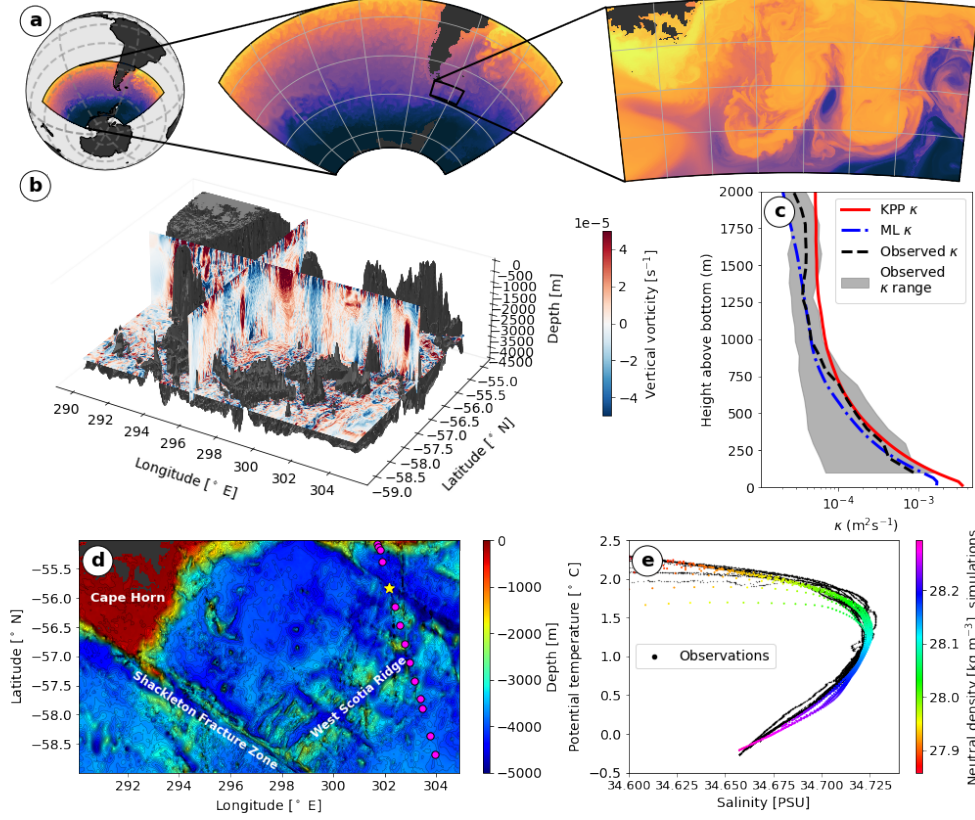 a
b
1e−5
4
2
0
−2
−4
Vertical vorticity [s⁻¹]
0
−500
−1000
−1500
−2000
−2500
−3000
−3500
−4000
−4500
Depth [m]
−55.0
−55.5
−56.0
−56.5
−57.0
−57.5
−58.0
−58.5
−59.0
Latitude [° N]
290
292
294
296
298
300
302
304
Longitude [° E]
c
2000
1750
1500
1250
1000
750
500
250
0
Height above bottom (m)
KPP κ
ML κ
Observed κ
Observed
κ range
10⁻⁴
10⁻³
κ (m²s⁻¹)
d
−55.5
−56.0
−56.5
−57.0
−57.5
−58.0
−58.5
Latitude [° N]
Cape Horn
Shackleton Fracture Zone
West Scotia Ridge
292
294
296
298
300
302
304
Longitude [° E]
0
−1000
−2000
−3000
−4000
−5000
Depth [m]
e
2.5
2.0
1.5
1.0
0.5
0.0
−0.5
Potential temperature [° C]
Observations
34.600
34.625
34.650
34.675
34.700
34.725
Salinity [PSU]
28.2
28.1
28.0
27.9
Neutral density [kg m⁻³], simulations